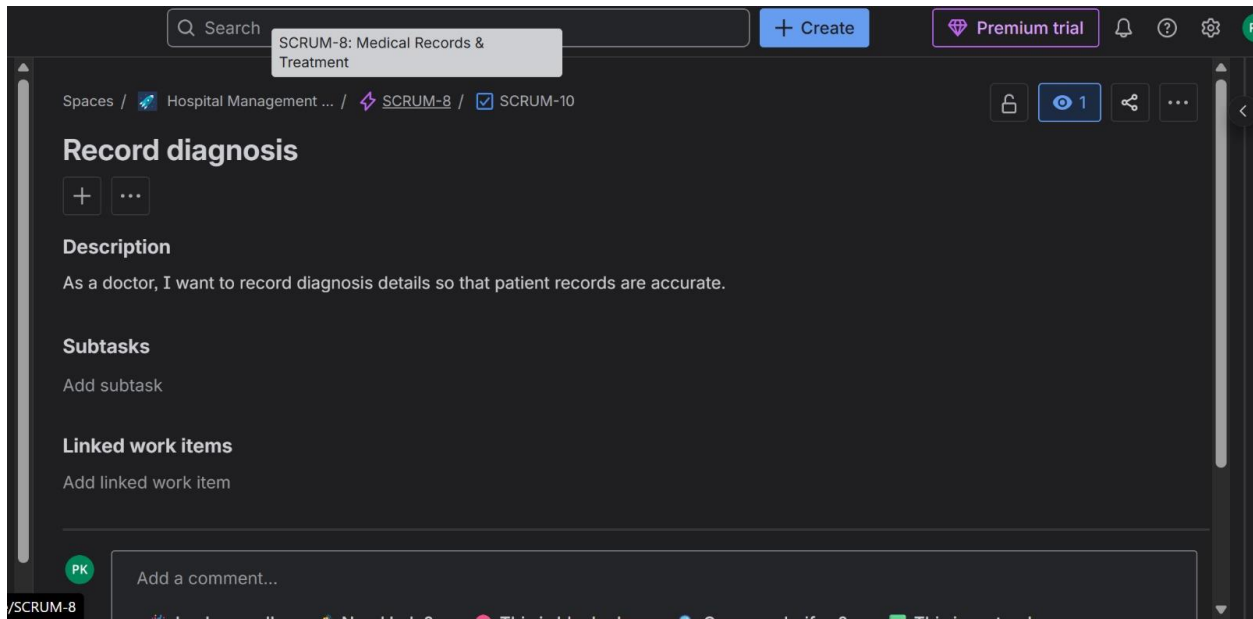 Search
+ Create
Premium trial
SCRUM-8: Medical Records &
Treatment
Spaces / Hospital Management ... / SCRUM-8 / SCRUM-10
1
Record diagnosis
Description
As a doctor, I want to record diagnosis details so that patient records are accurate.
Subtasks
Add subtask
Linked work items
Add linked work item
PK
Add a comment...
/SCRUM-8